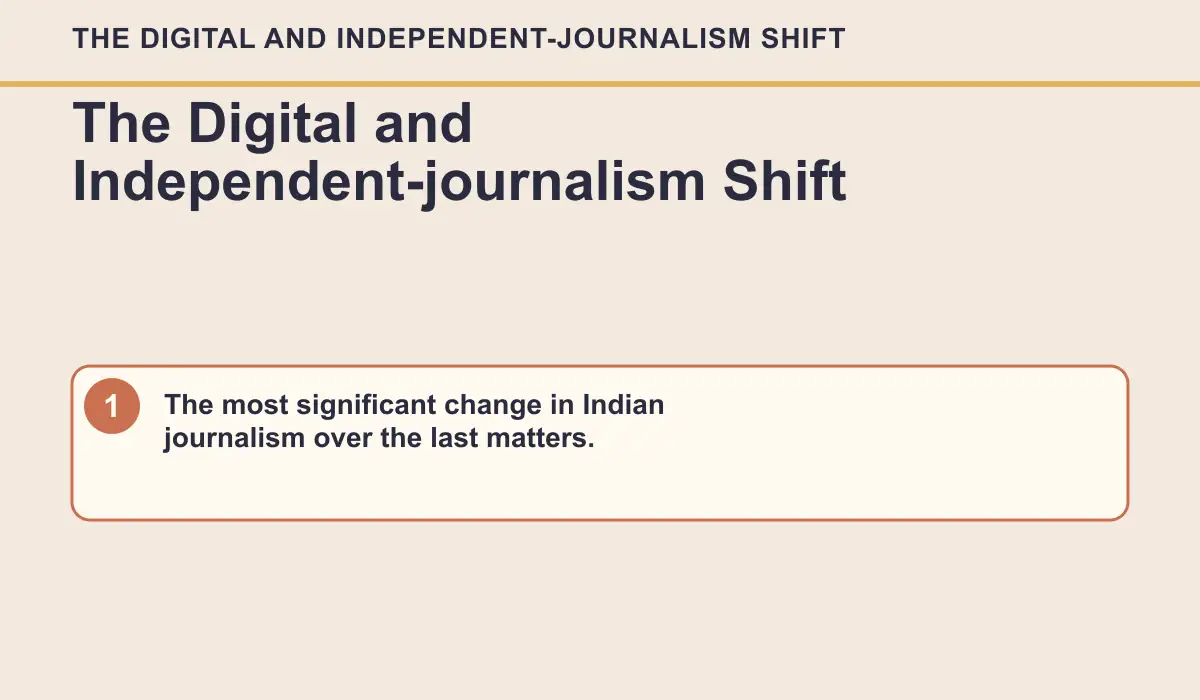 THE DIGITAL AND INDEPENDENT-JOURNALISM SHIFT
The Digital and
Independent-journalism Shift
1
The most significant change in Indian
journalism over the last matters.